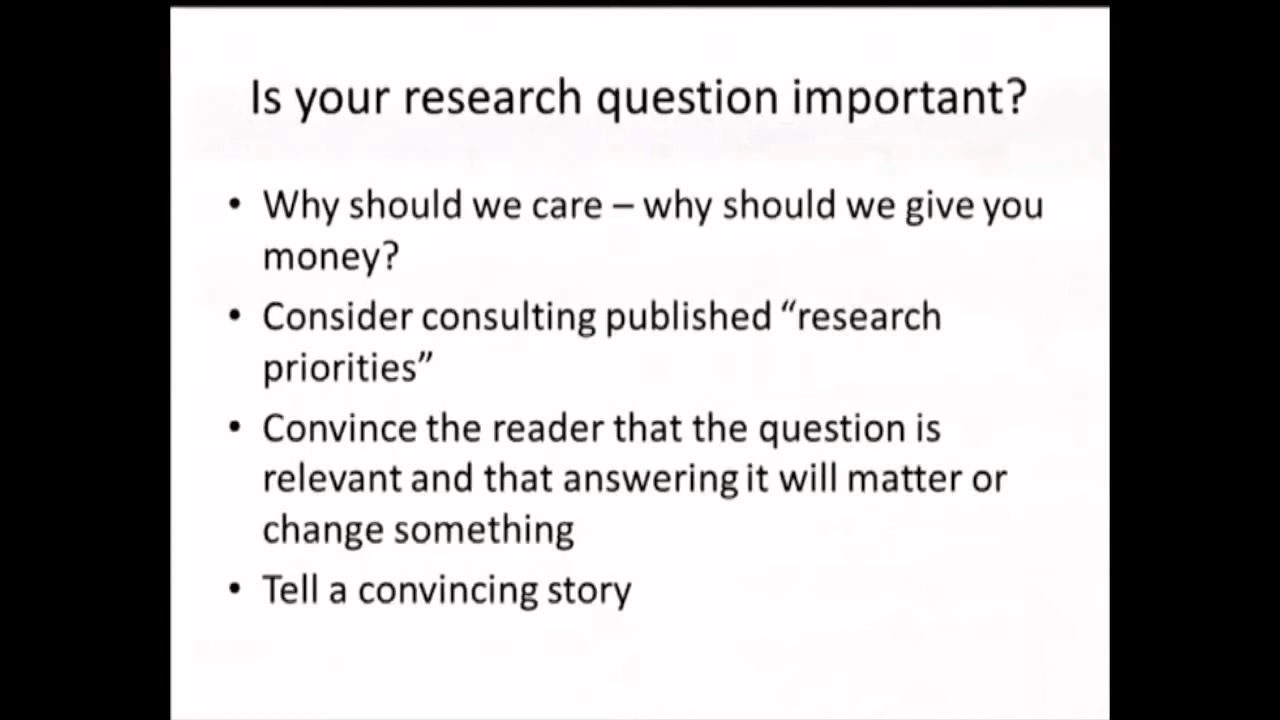 Is your research question important?
• Why should we care – why should we give you
money?
• Consider consulting published “research
priorities”
• Convince the reader that the question is
relevant and that answering it will matter or
change something
• Tell a convincing story